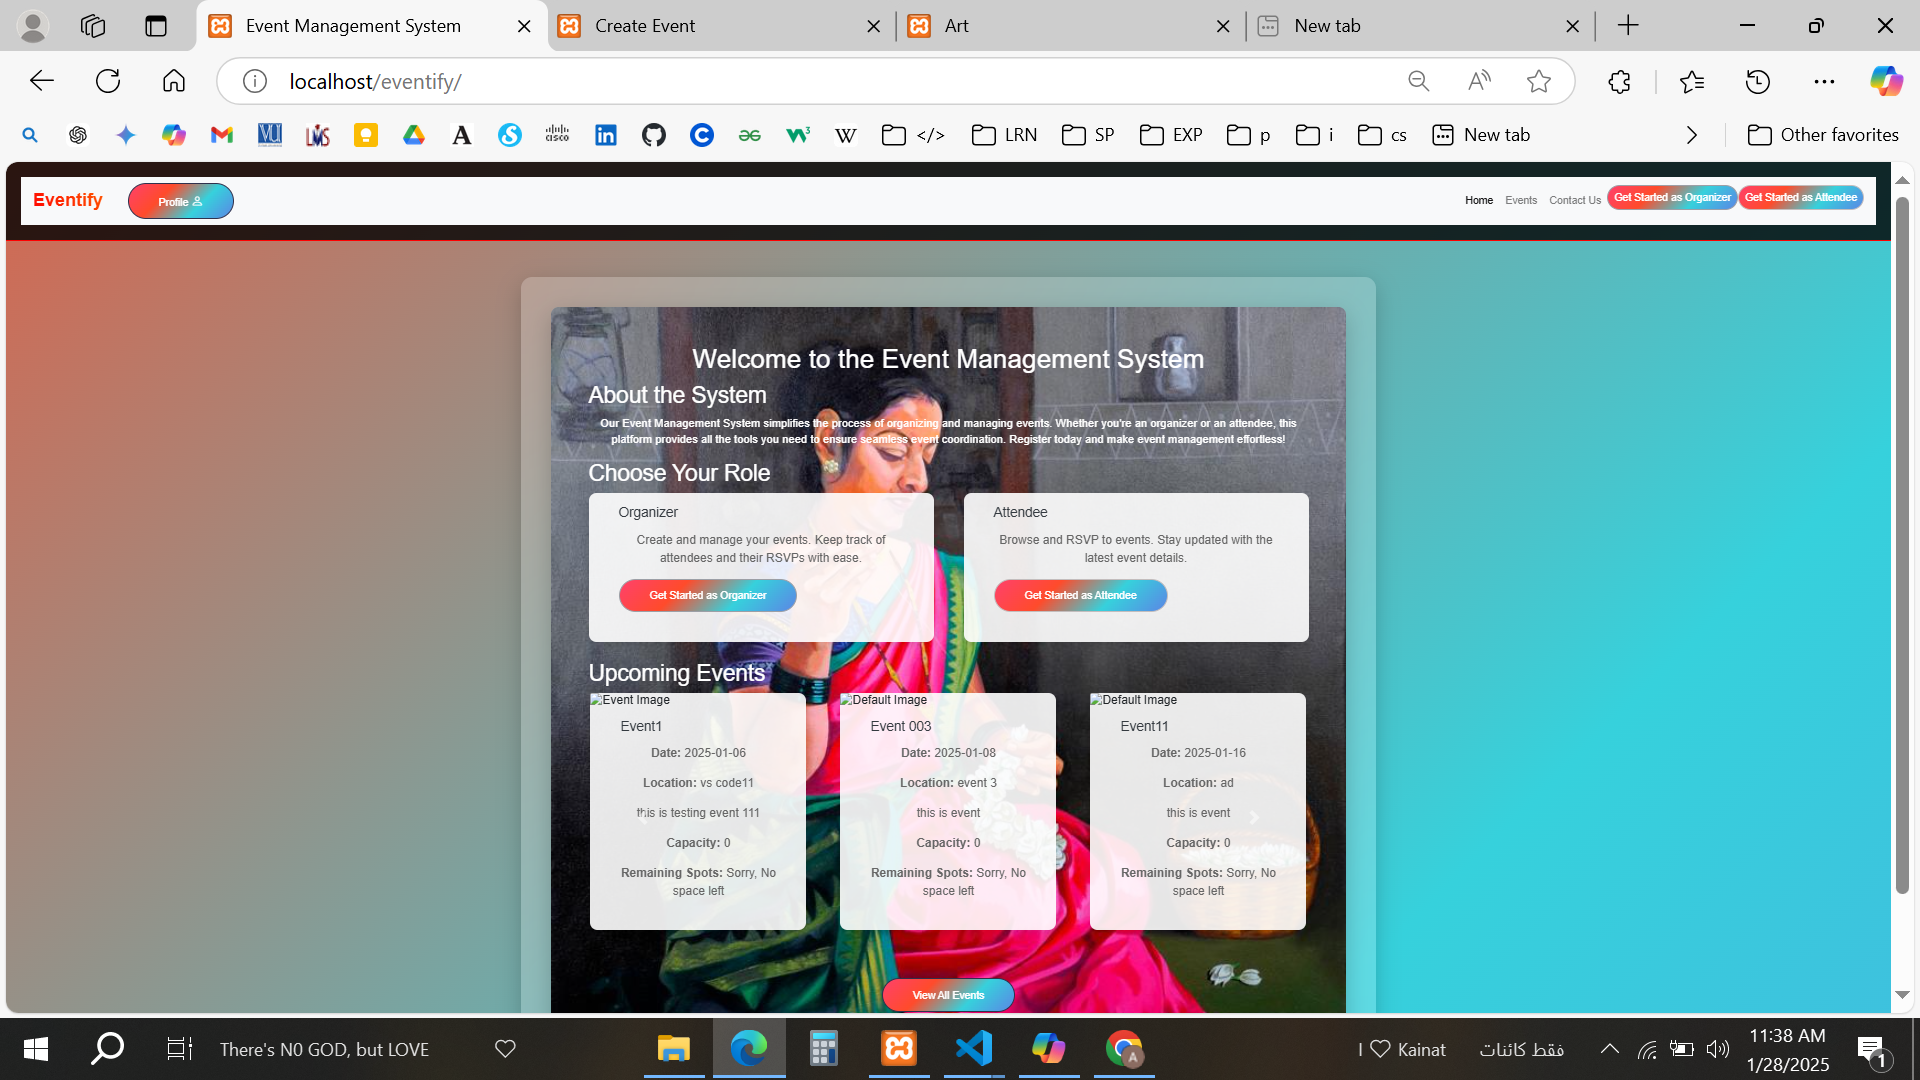 Event Management System
Create Event
Art
New tab
localhost/eventify/
</>
LRN
SP
EXP
p
i
cs
New tab
Other favorites
Eventify
Profile
Home
Events
Contact Us
Get Started as Organizer
Get Started as Attendee
Welcome to the Event Management System
About the System
Our Event Management System simplifies the process of organizing and managing events. Whether you're an organizer or an attendee, this
platform provides all the tools you need to ensure seamless event coordination. Register today and make event management effortless!
Choose Your Role
Organizer
Create and manage your events. Keep track of
attendees and their RSVPs with ease.
Get Started as Organizer
Attendee
Browse and RSVP to events. Stay updated with the
latest event details.
Get Started as Attendee
Upcoming Events
Event Image
Event1
Date: 2025-01-06
Location: vs code11
this is testing event 111
Capacity: 0
Remaining Spots: Sorry, No
space left
Default Image
Event 003
Date: 2025-01-08
Location: event 3
this is event
Capacity: 0
Remaining Spots: Sorry, No
space left
Default Image
Event11
Date: 2025-01-16
Location: ad
this is event
Capacity: 0
Remaining Spots: Sorry, No
space left
View All Events
There's N0 GOD, but LOVE
I ♡ Kainat
فقط کائنات
11:38 AM
1/28/2025
1